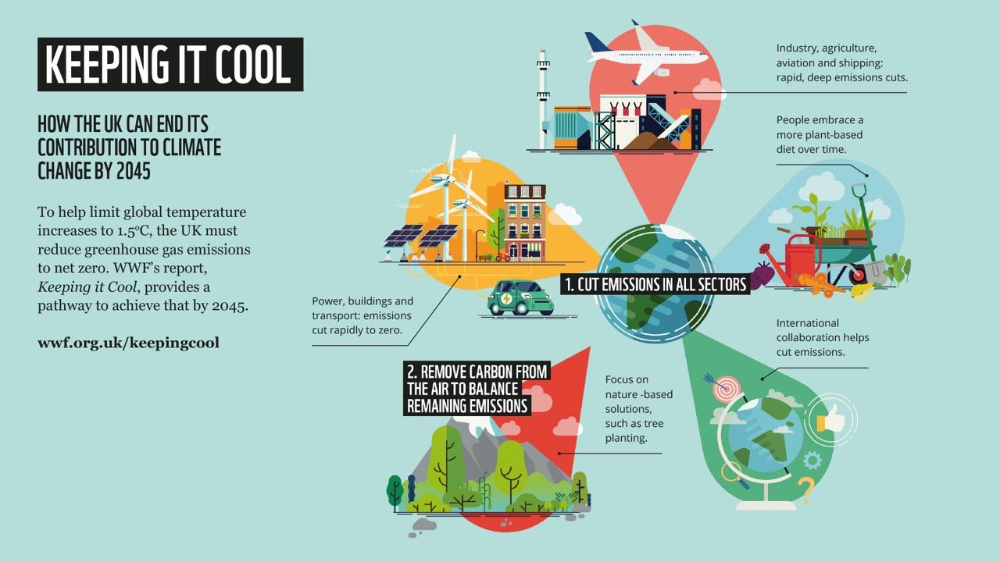 KEEPING IT COOL
HOW THE UK CAN END ITS
CONTRIBUTION TO CLIMATE
CHANGE BY 2045
To help limit global temperature
increases to 1.5ºC, the UK must
reduce greenhouse gas emissions
to net zero. WWF’s report,
Keeping it Cool, provides a
pathway to achieve that by 2045.
wwf.org.uk/keepingcool
Industry, agriculture,
aviation and shipping:
rapid, deep emissions cuts.
People embrace a
more plant-based
diet over time.
1. CUT EMISSIONS IN ALL SECTORS
Power, buildings and
transport: emissions
cut rapidly to zero.
International
collaboration helps
cut emissions.
2. REMOVE CARBON FROM
THE AIR TO BALANCE
REMAINING EMISSIONS
Focus on
nature -based
solutions,
such as tree
planting.
?